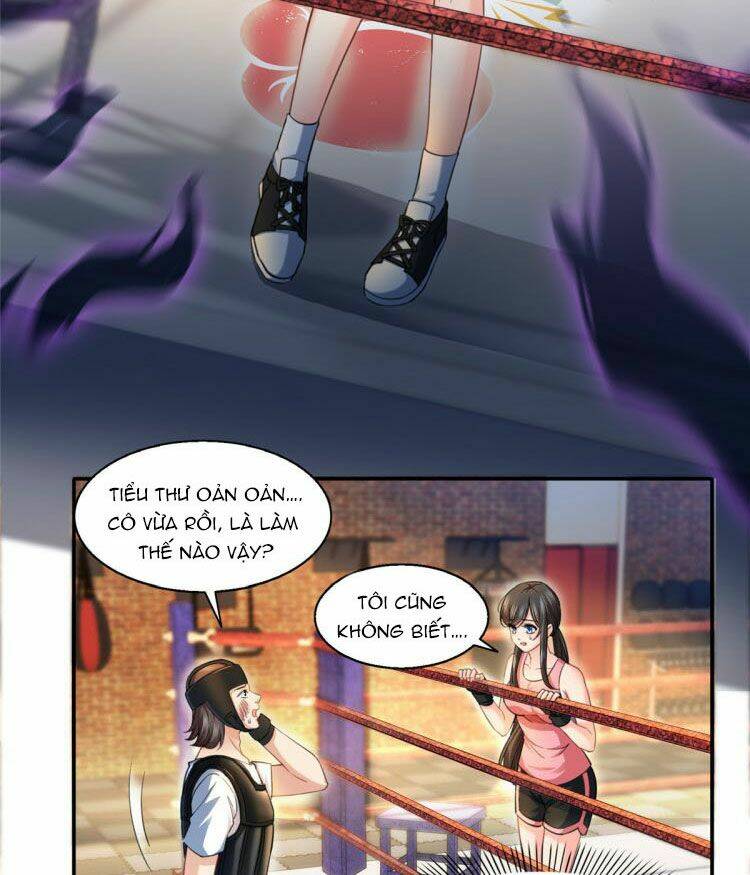 TIỂU THƯ OẢN OẢN....
CÔ VỪA RỒI, LÀ LÀM
THẾ NÀO VẬY?
TÔI CŨNG
KHÔNG BIẾT....